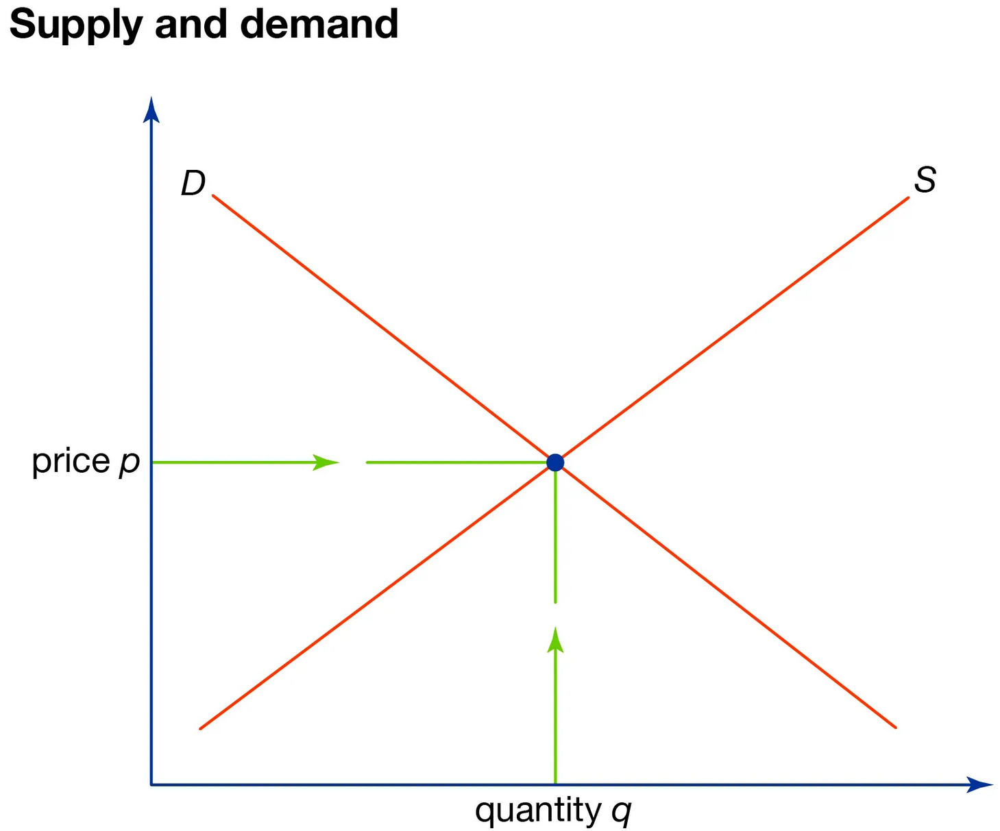 Supply and demand
D
S
price p
quantity q